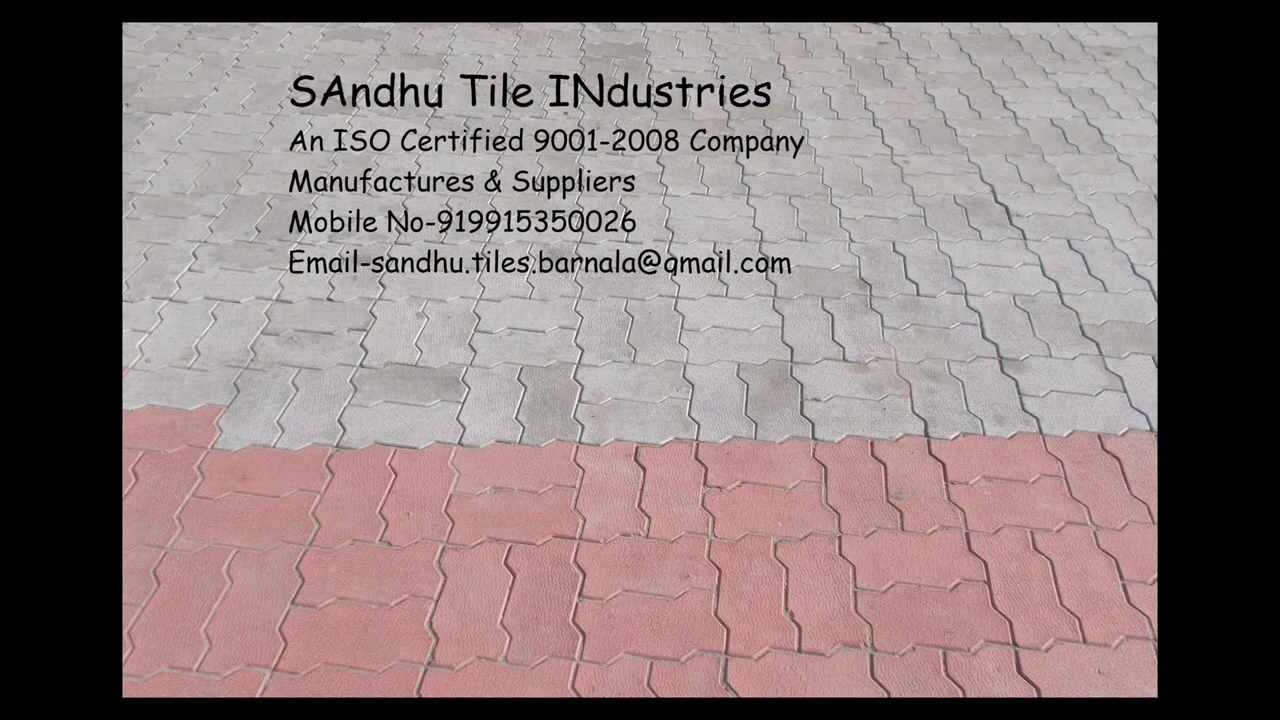 SAndhu Tile INdustries
An ISO Certified 9001-2008 Company
Manufactures & Suppliers
Mobile No-919915350026
Email-sandhu.tiles.barnala@gmail.com